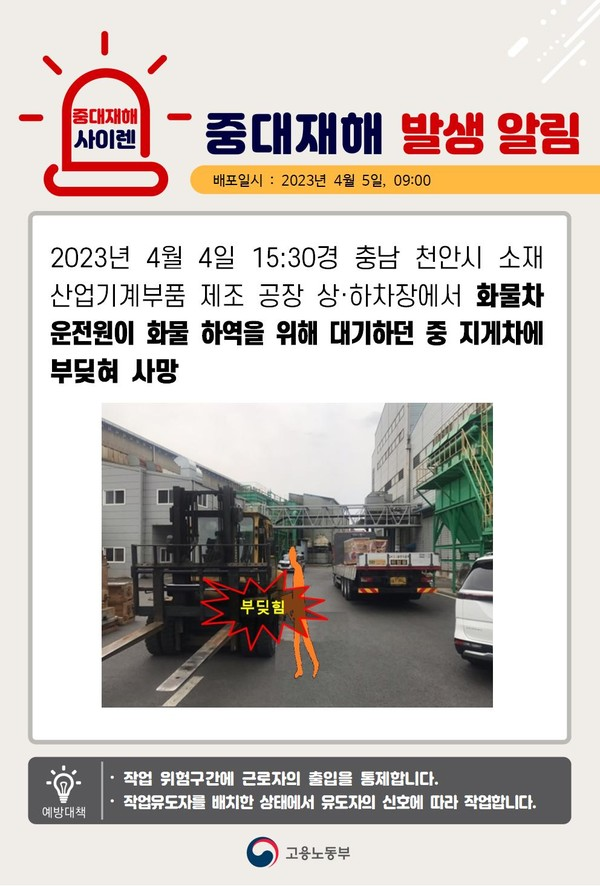 중대재해
사이렌
중대재해 발생 알림
배포일시 : 2023년 4월 5일, 09:00
2023년 4월 4일 15:30경 충남 천안시 소재
산업기계부품 제조 공장 상·하차장에서 화물차
운전원이 화물 하역을 위해 대기하던 중 지게차에
부딪혀 사망
부딪힘
예방대책
· 작업 위험구간에 근로자의 출입을 통제합니다.
· 작업유도자를 배치한 상태에서 유도자의 신호에 따라 작업합니다.
고용노동부